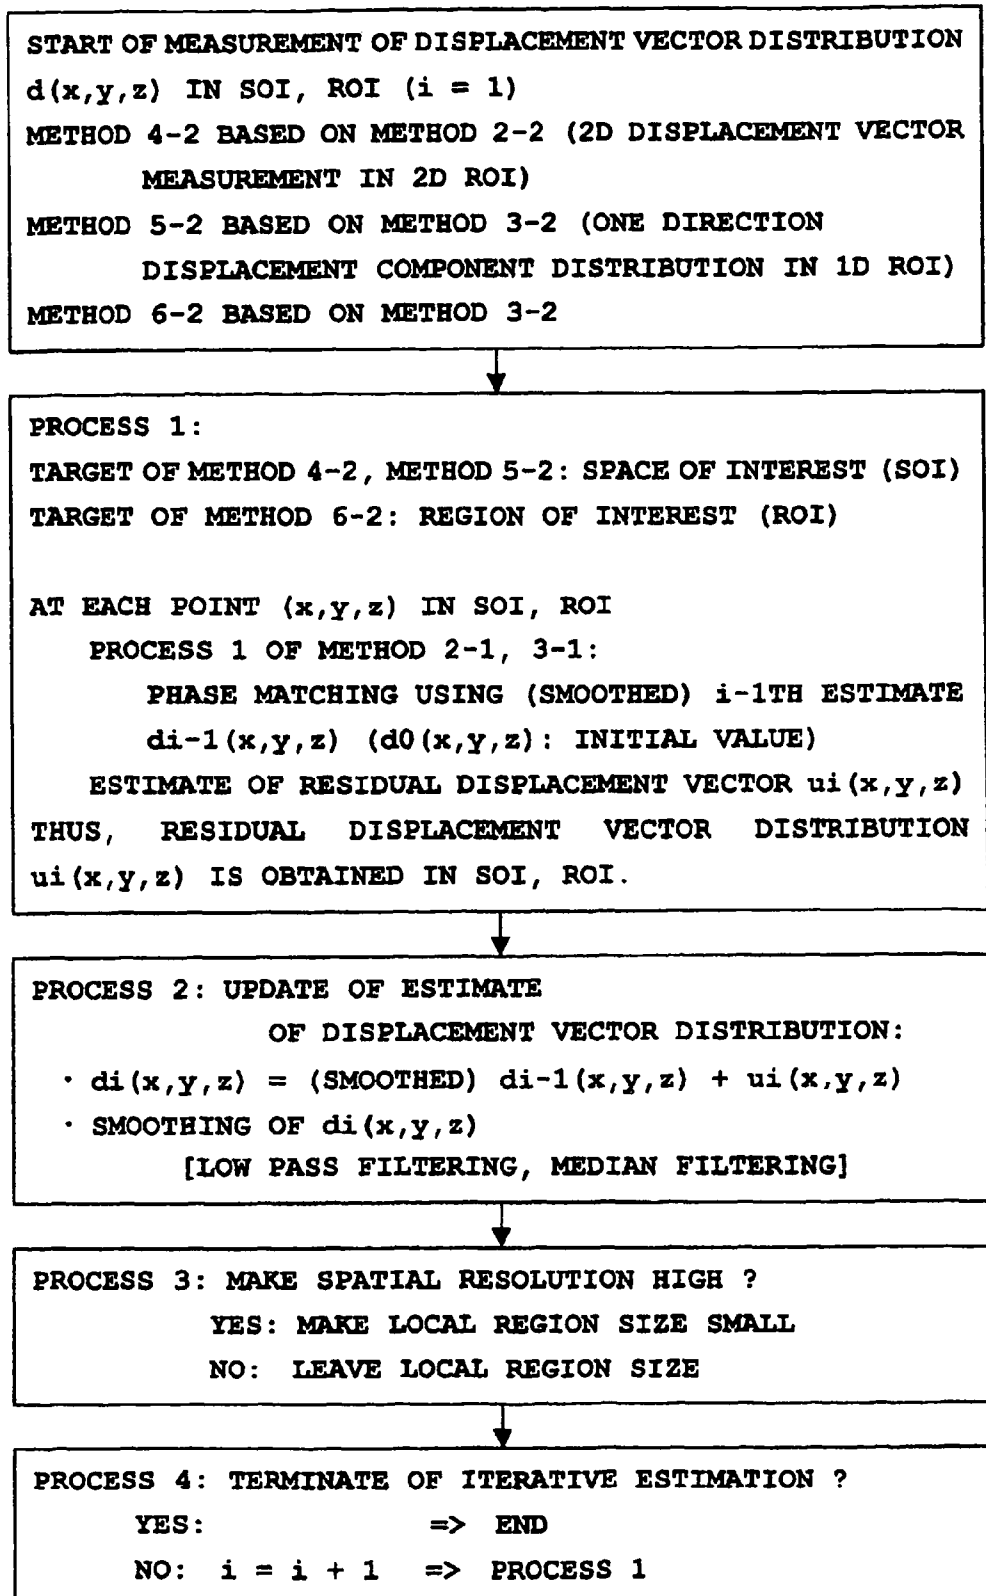 START OF MEASUREMENT OF DISPLACEMENT VECTOR DISTRIBUTION
d(x,y,z) IN SOI, ROI (i = 1)
METHOD 4-2 BASED ON METHOD 2-2 (2D DISPLACEMENT VECTOR
MEASUREMENT IN 2D ROI)
METHOD 5-2 BASED ON METHOD 3-2 (ONE DIRECTION
DISPLACEMENT COMPONENT DISTRIBUTION IN 1D ROI)
METHOD 6-2 BASED ON METHOD 3-2
PROCESS 1:
TARGET OF METHOD 4-2, METHOD 5-2: SPACE OF INTEREST (SOI)
TARGET OF METHOD 6-2: REGION OF INTEREST (ROI)
AT EACH POINT (x,y,z) IN SOI, ROI
PROCESS 1 OF METHOD 2-1, 3-1:
PHASE MATCHING USING (SMOOTHED) i-1TH ESTIMATE
di-1(x,y,z) (d0(x,y,z): INITIAL VALUE)
ESTIMATE OF RESIDUAL DISPLACEMENT VECTOR ui(x,y,z)
THUS, RESIDUAL DISPLACEMENT VECTOR DISTRIBUTION
ui(x,y,z) IS OBTAINED IN SOI, ROI.
PROCESS 2: UPDATE OF ESTIMATE
OF DISPLACEMENT VECTOR DISTRIBUTION:
· di(x,y,z) = (SMOOTHED) di-1(x,y,z) + ui(x,y,z)
· SMOOTHING OF di(x,y,z)
[LOW PASS FILTERING, MEDIAN FILTERING]
PROCESS 3: MAKE SPATIAL RESOLUTION HIGH ?
YES: MAKE LOCAL REGION SIZE SMALL
NO: LEAVE LOCAL REGION SIZE
PROCESS 4: TERMINATE OF ITERATIVE ESTIMATION ?
YES: => END
NO: i = i + 1 => PROCESS 1